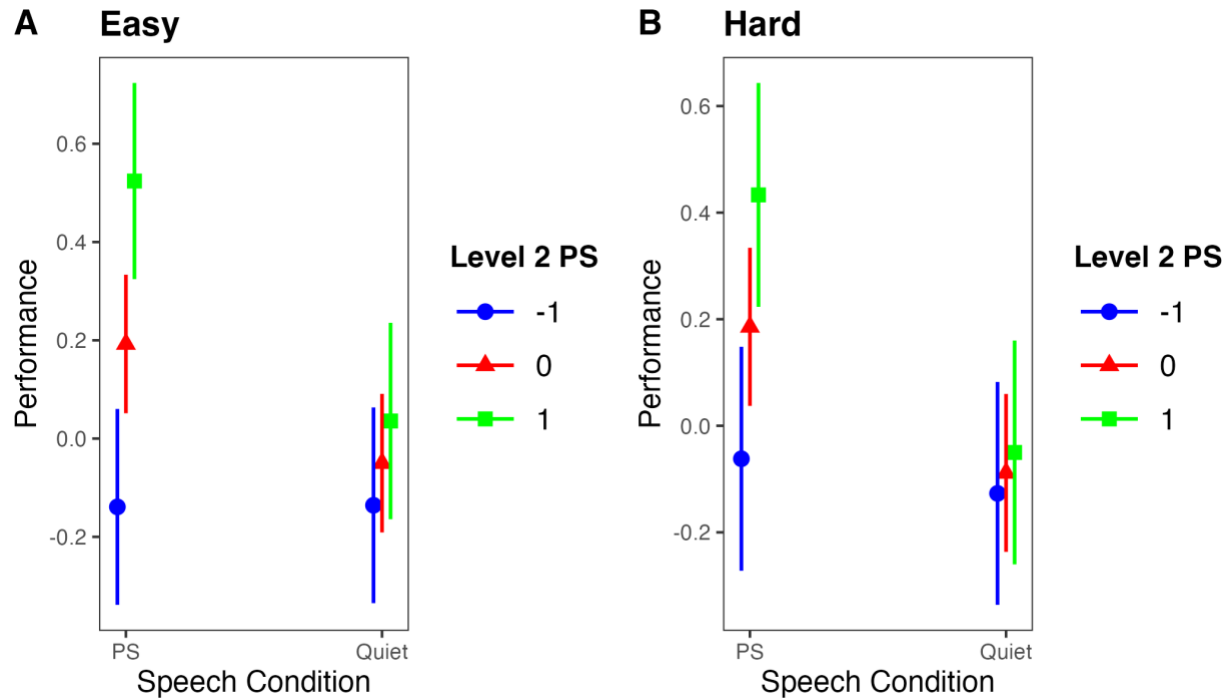 A Easy
Performance
0.6
0.4
0.2
0.0
-0.2
PS Quiet
Speech Condition
Level 2 PS
-1
0
1
B Hard
Performance
0.6
0.4
0.2
0.0
-0.2
PS Quiet
Speech Condition
Level 2 PS
-1
0
1